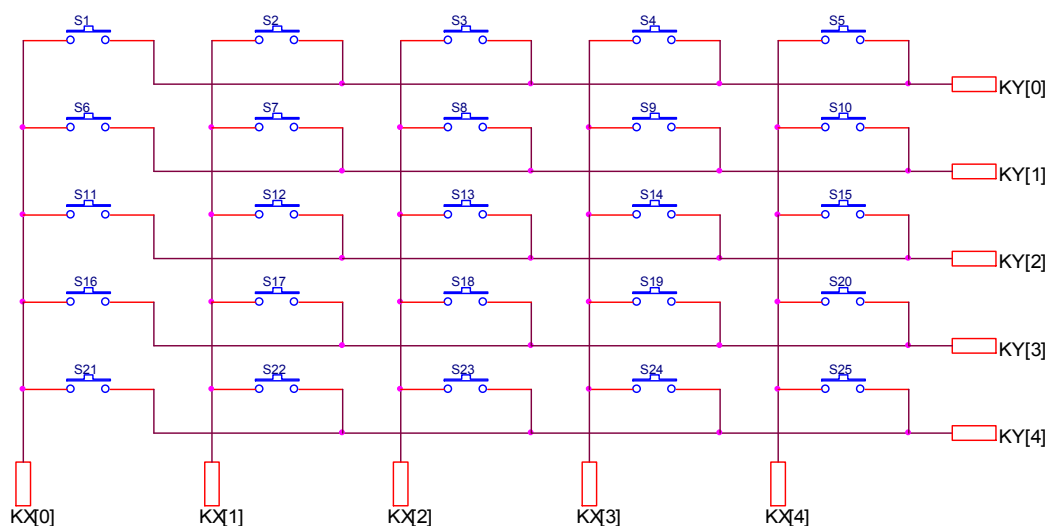 S1 S2 S3 S4 S5
KY[0]
S6 S7 S8 S9 S10
KY[1]
S11 S12 S13 S14 S15
KY[2]
S16 S17 S18 S19 S20
KY[3]
S21 S22 S23 S24 S25
KY[4]
KX[0] KX[1] KX[2] KX[3] KX[4]